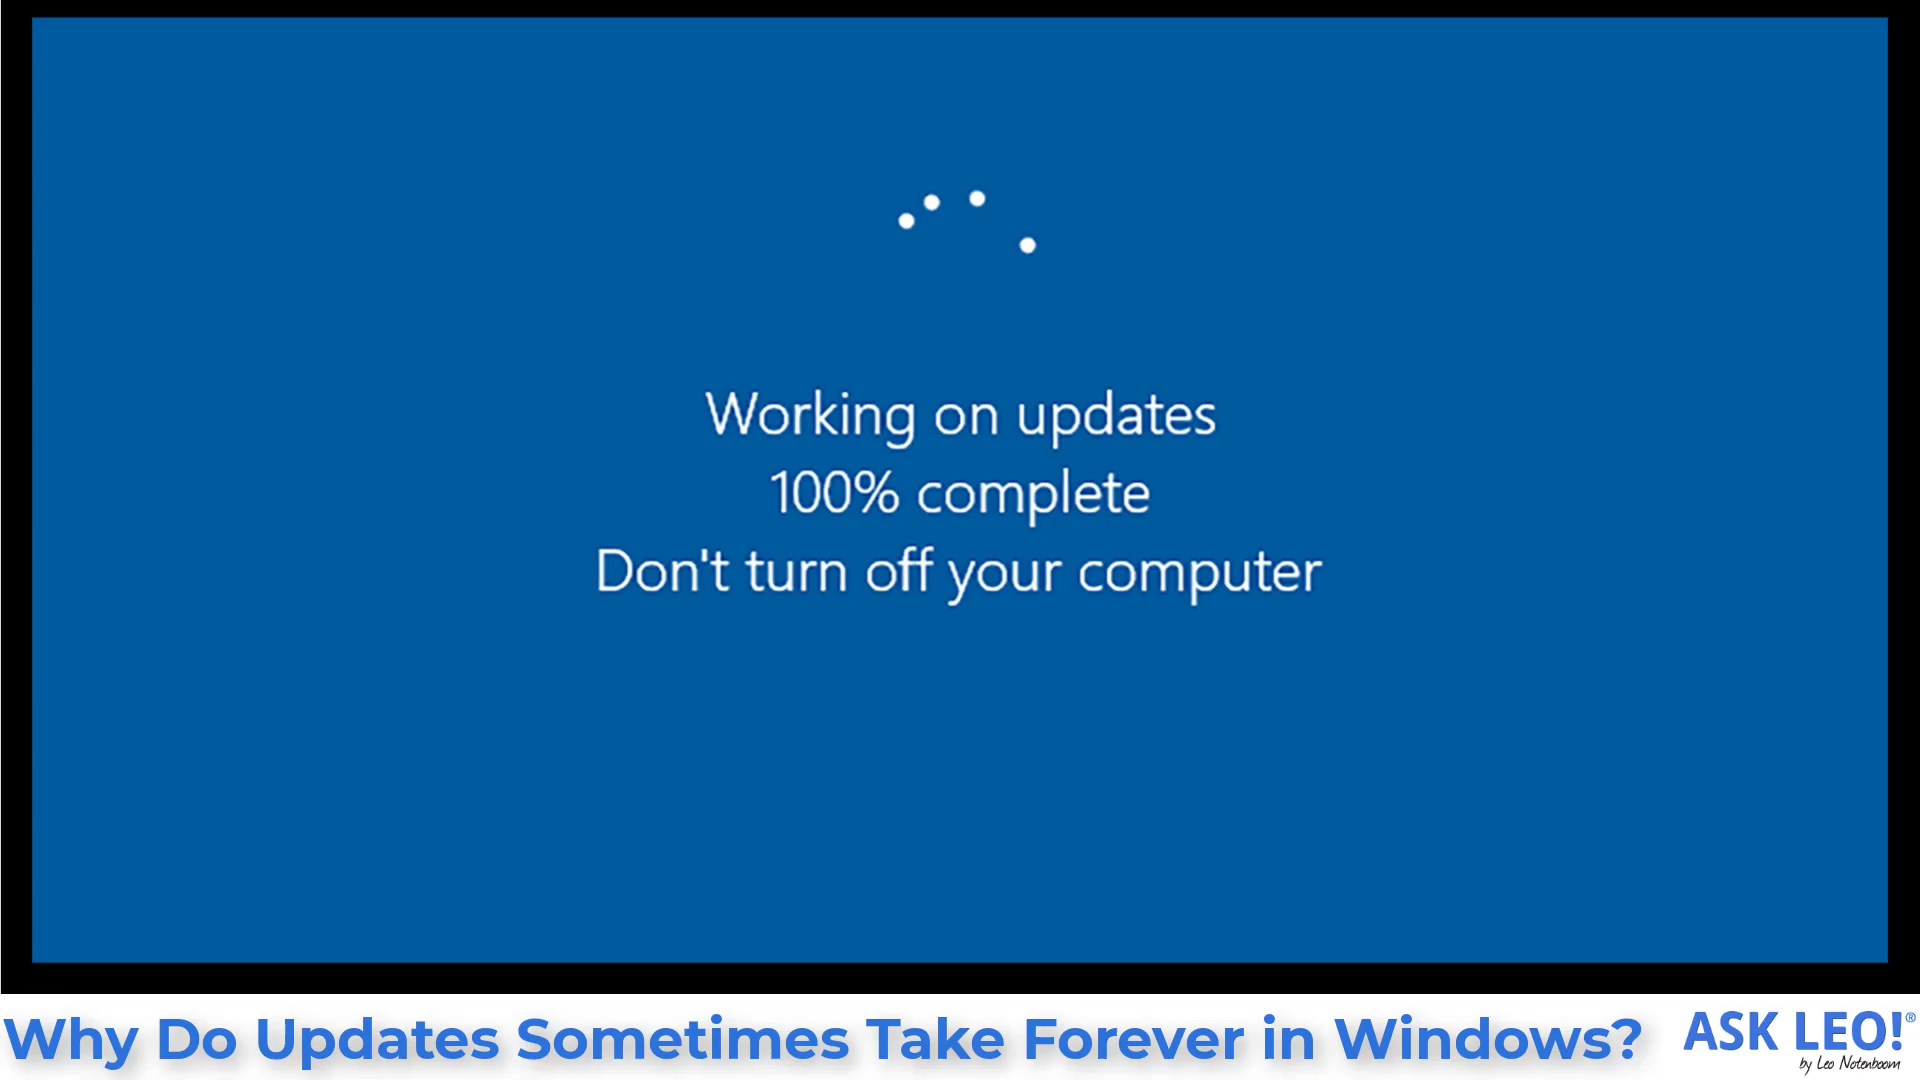 Working on updates
100% complete
Don't turn off your computer
Why Do Updates Sometimes Take Forever in Windows?
ASK LEO!®
by Leo Notenboom